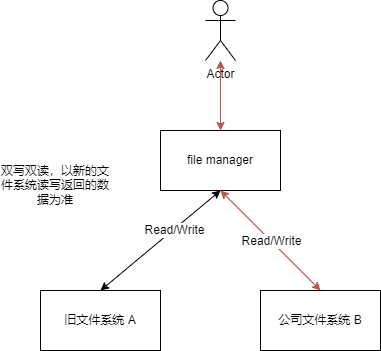 Actor
file manager
双写双读，以新的文
件系统读写返回的数
据为准
Read/Write
Read/Write
旧文件系统 A
公司文件系统 B